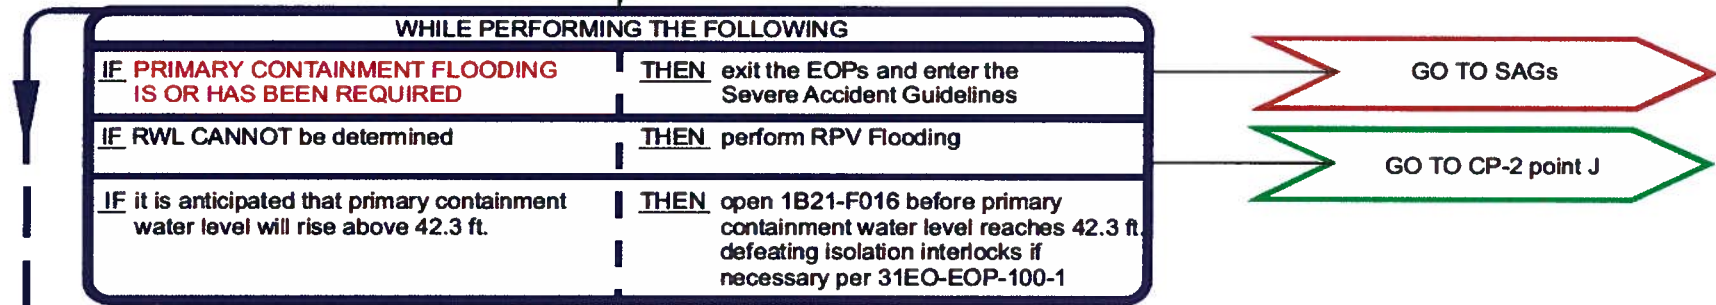 WHILE PERFORMING THE FOLLOWING
IF PRIMARY CONTAINMENT FLOODING
IS OR HAS BEEN REQUIRED
THEN exit the EOPs and enter the
Severe Accident Guidelines
GO TO SAGs
IF RWL CANNOT be determined
THEN perform RPV Flooding
GO TO CP-2 point J
IF it is anticipated that primary containment
water level will rise above 42.3 ft.
THEN open 1B21-F016 before primary
containment water level reaches 42.3 ft.
defeating isolation interlocks if
necessary per 31EO-EOP-100-1